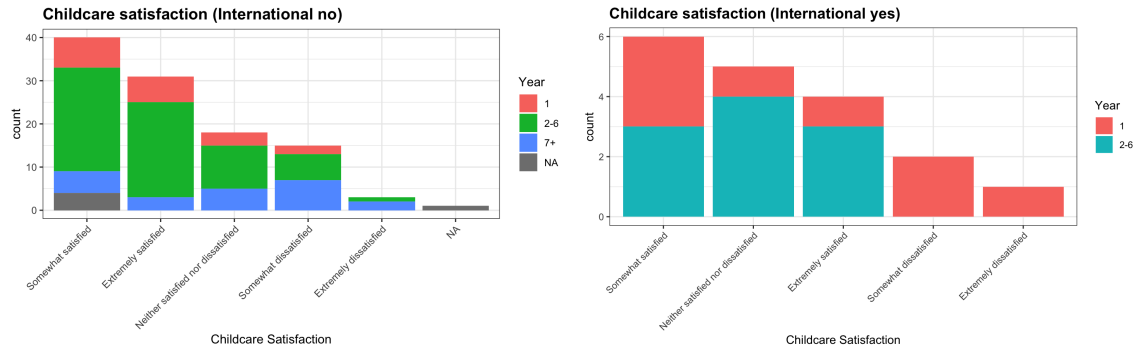 Childcare satisfaction (International no)
count
40
30
20
10
0
Somewhat satisfied
Extremely satisfied
Neither satisfied nor dissatisfied
Somewhat dissatisfied
Extremely dissatisfied
NA
Childcare Satisfaction
Year
1
2-6
7+
NA
Childcare satisfaction (International yes)
count
6
4
2
0
Somewhat satisfied
Neither satisfied nor dissatisfied
Extremely satisfied
Somewhat dissatisfied
Extremely dissatisfied
Childcare Satisfaction
Year
1
2-6